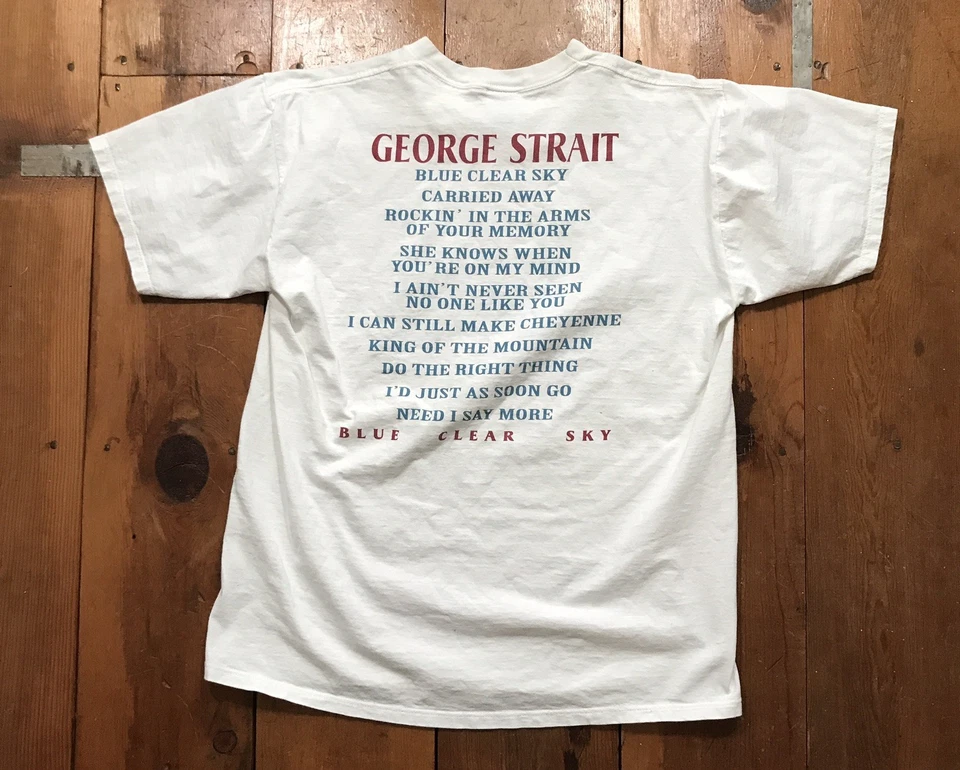 GEORGE STRAIT
BLUE CLEAR SKY
CARRIED AWAY
ROCKIN' IN THE ARMS
OF YOUR MEMORY
SHE KNOWS WHEN
YOU'RE ON MY MIND
I AIN'T NEVER SEEN
NO ONE LIKE YOU
I CAN STILL MAKE CHEYENNE
KING OF THE MOUNTAIN
DO THE RIGHT THING
I'D JUST AS SOON GO
NEED I SAY MORE
BLUE CLEAR SKY